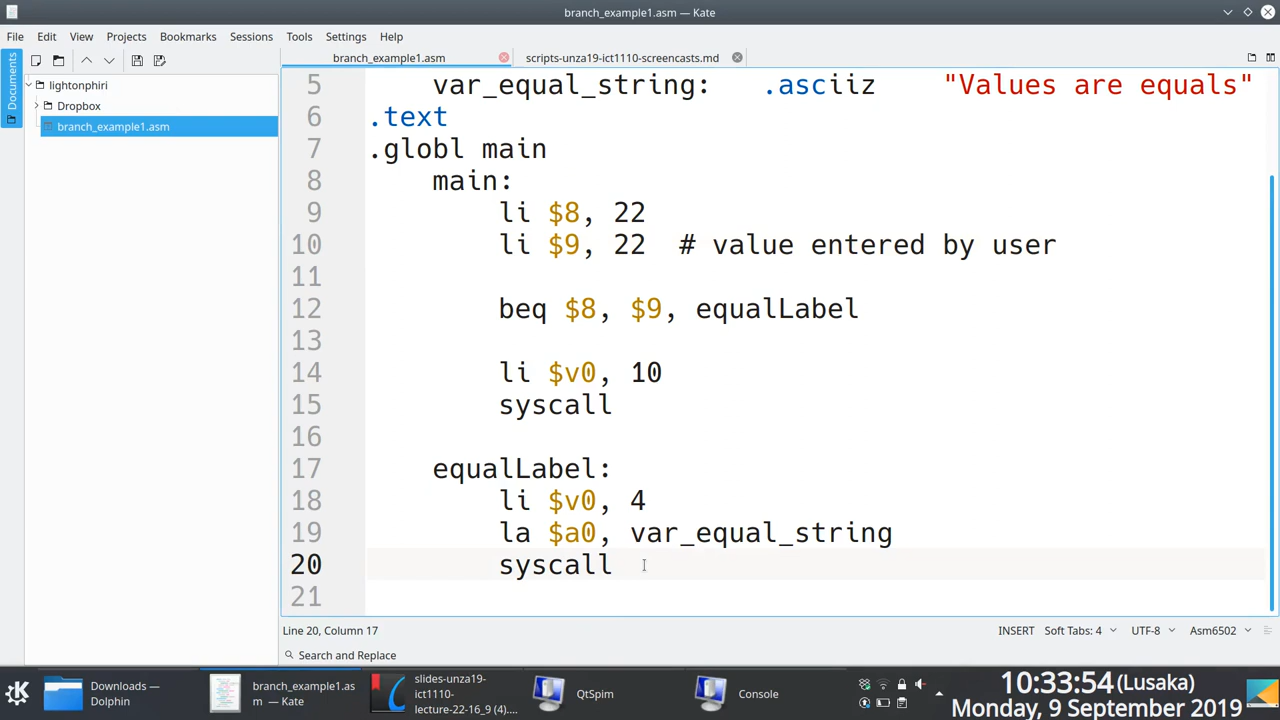 branch_example1.asm — Kate
File Edit View Projects Bookmarks Sessions Tools Settings Help
branch_example1.asm scripts-unza19-ict1110-screencasts.md
Documents
lightonphiri
Dropbox
branch_example1.asm
5 var_equal_string: .asciiz "Values are equals"
6 .text
7 .globl main
8 main:
9 li $8, 22
10 li $9, 22 # value entered by user
11
12 beq $8, $9, equalLabel
13
14 li $v0, 10
15 syscall
16
17 equalLabel:
18 li $v0, 4
19 la $a0, var_equal_string
20 syscall
21
Line 20, Column 17 INSERT Soft Tabs: 4 UTF-8 Asm6502
Search and Replace
Downloads — Dolphin
branch_example1.asm — Kate
slides-unza19-ict1110-lecture-22-16_9 (4)....
QtSpim
Console
10:33:54 (Lusaka)
Monday, 9 September 2019